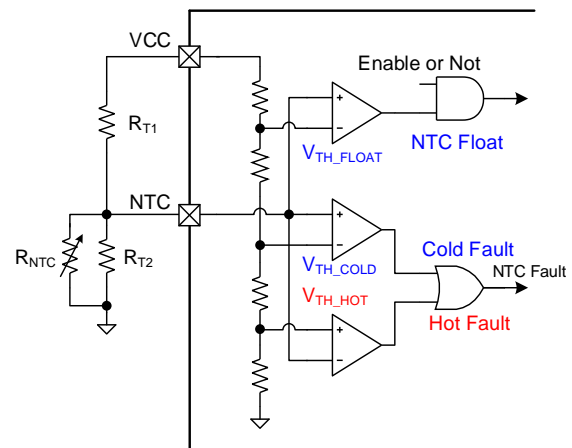 VCC
Enable or Not
R_T1
V_TH_FLOAT
NTC Float
NTC
R_NTC
R_T2
V_TH_COLD
Cold Fault
V_TH_HOT
NTC Fault
Hot Fault
+
−
+
−
+
−